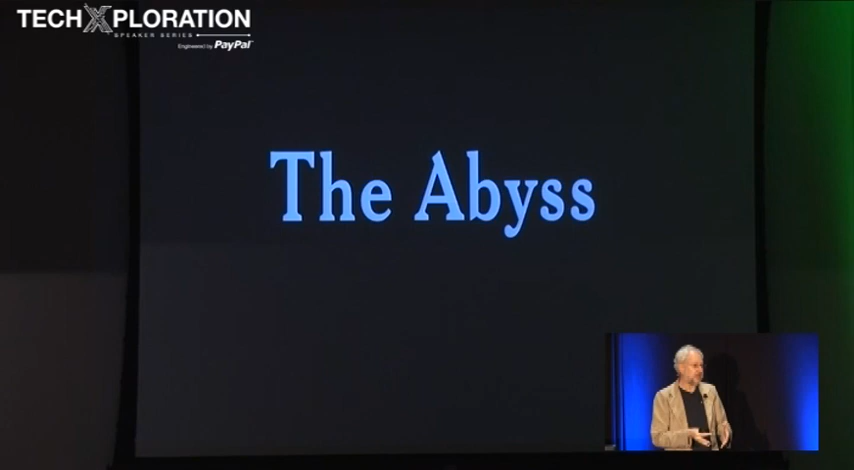 TECHXPLORATION
SPEAKER SERIES
Engineered by PayPal
The Abyss